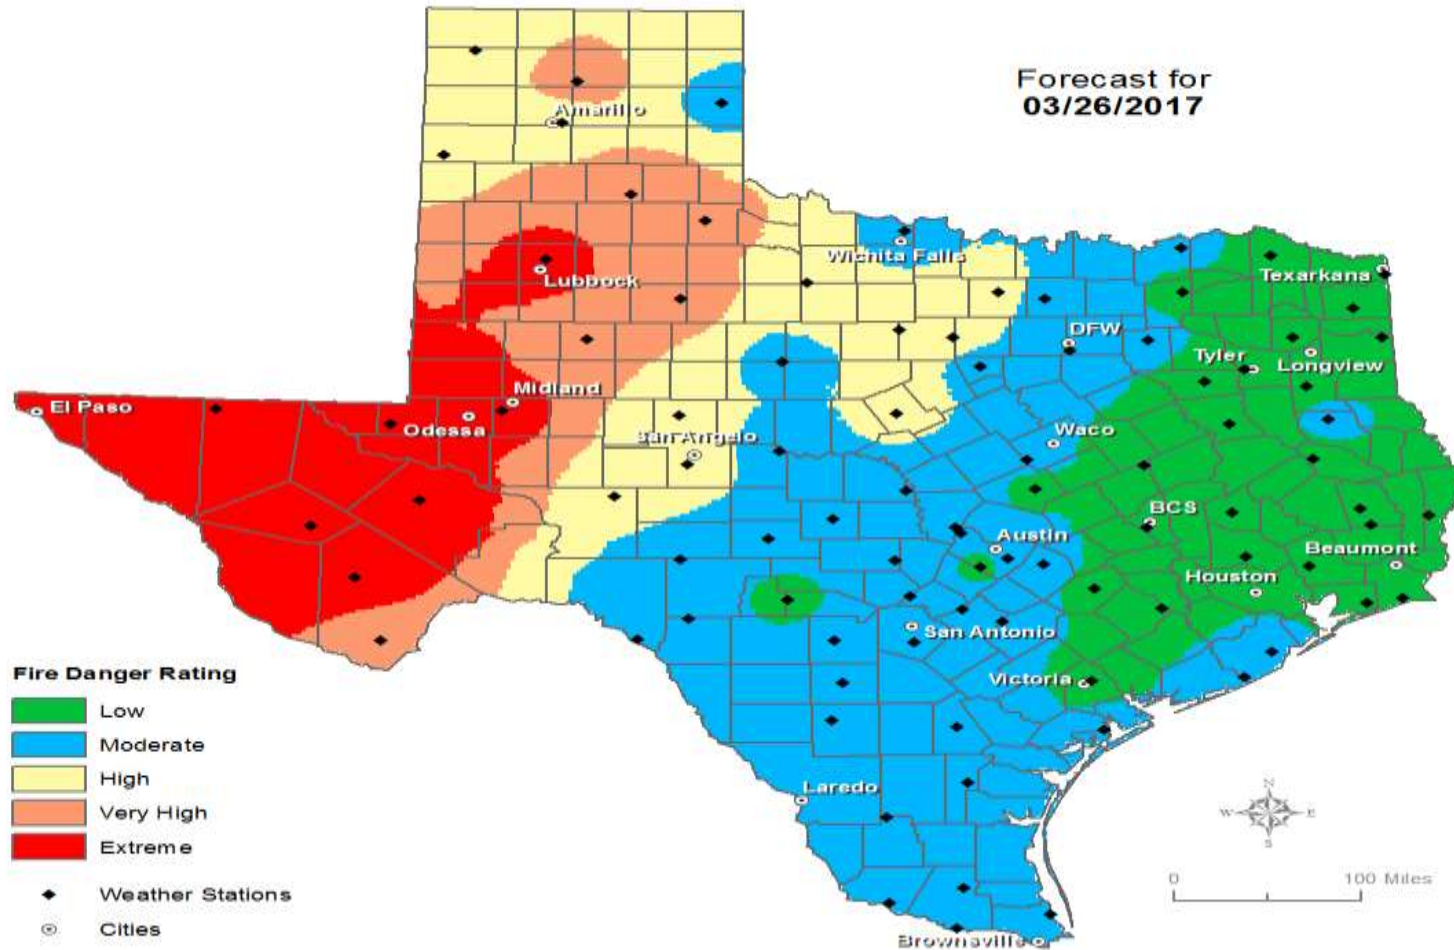 Forecast for
03/26/2017
Amarillo
Wichita Falls
Lubbock
Texarkana
DFW
Tyler
Longview
Midland
El Paso
Odessa
San Angelo
Waco
BCS
Austin
Beaumont
Houston
San Antonio
Victoria
Laredo
Brownsville
Fire Danger Rating
Low
Moderate
High
Very High
Extreme
Weather Stations
Cities
N
W E
S
0 100 Miles